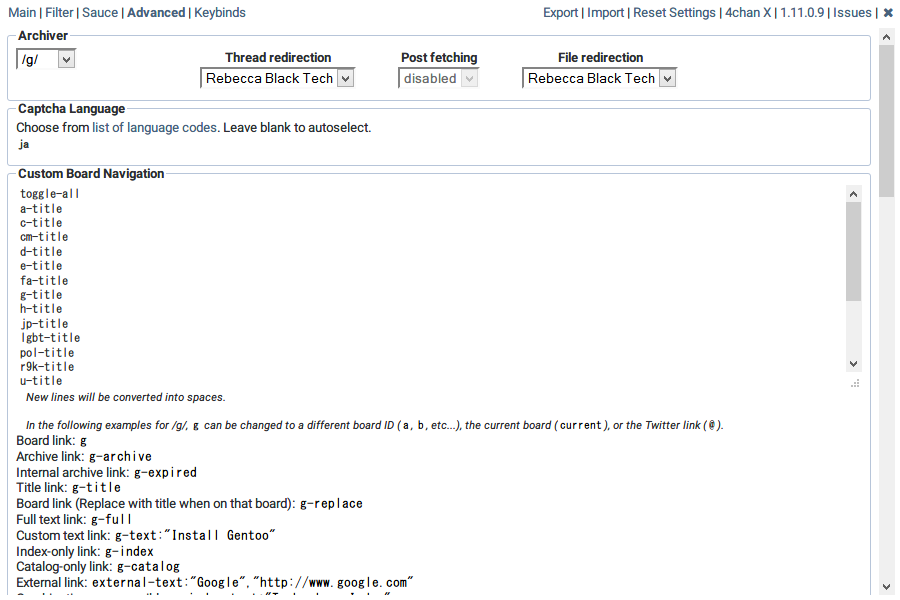 Main | Filter | Sauce | Advanced | Keybinds
Export | Import | Reset Settings | 4chan X | 1.11.0.9 | Issues | ✖
Archiver
/g/
Thread redirection
Post fetching
File redirection
Rebecca Black Tech
disabled
Rebecca Black Tech
Captcha Language
Choose from list of language codes. Leave blank to autoselect.
ja
Custom Board Navigation
toggle-all
a-title
c-title
cm-title
d-title
e-title
fa-title
g-title
h-title
jp-title
lgbt-title
pol-title
r9k-title
u-title
New lines will be converted into spaces.
In the following examples for /g/, g can be changed to a different board ID (a, b, etc...), the current board (current), or the Twitter link (@).
Board link: g
Archive link: g-archive
Internal archive link: g-expired
Title link: g-title
Board link (Replace with title when on that board): g-replace
Full text link: g-full
Custom text link: g-text:"Install Gentoo"
Index-only link: g-index
Catalog-only link: g-catalog
External link: external-text:"Google","http://www.google.com"